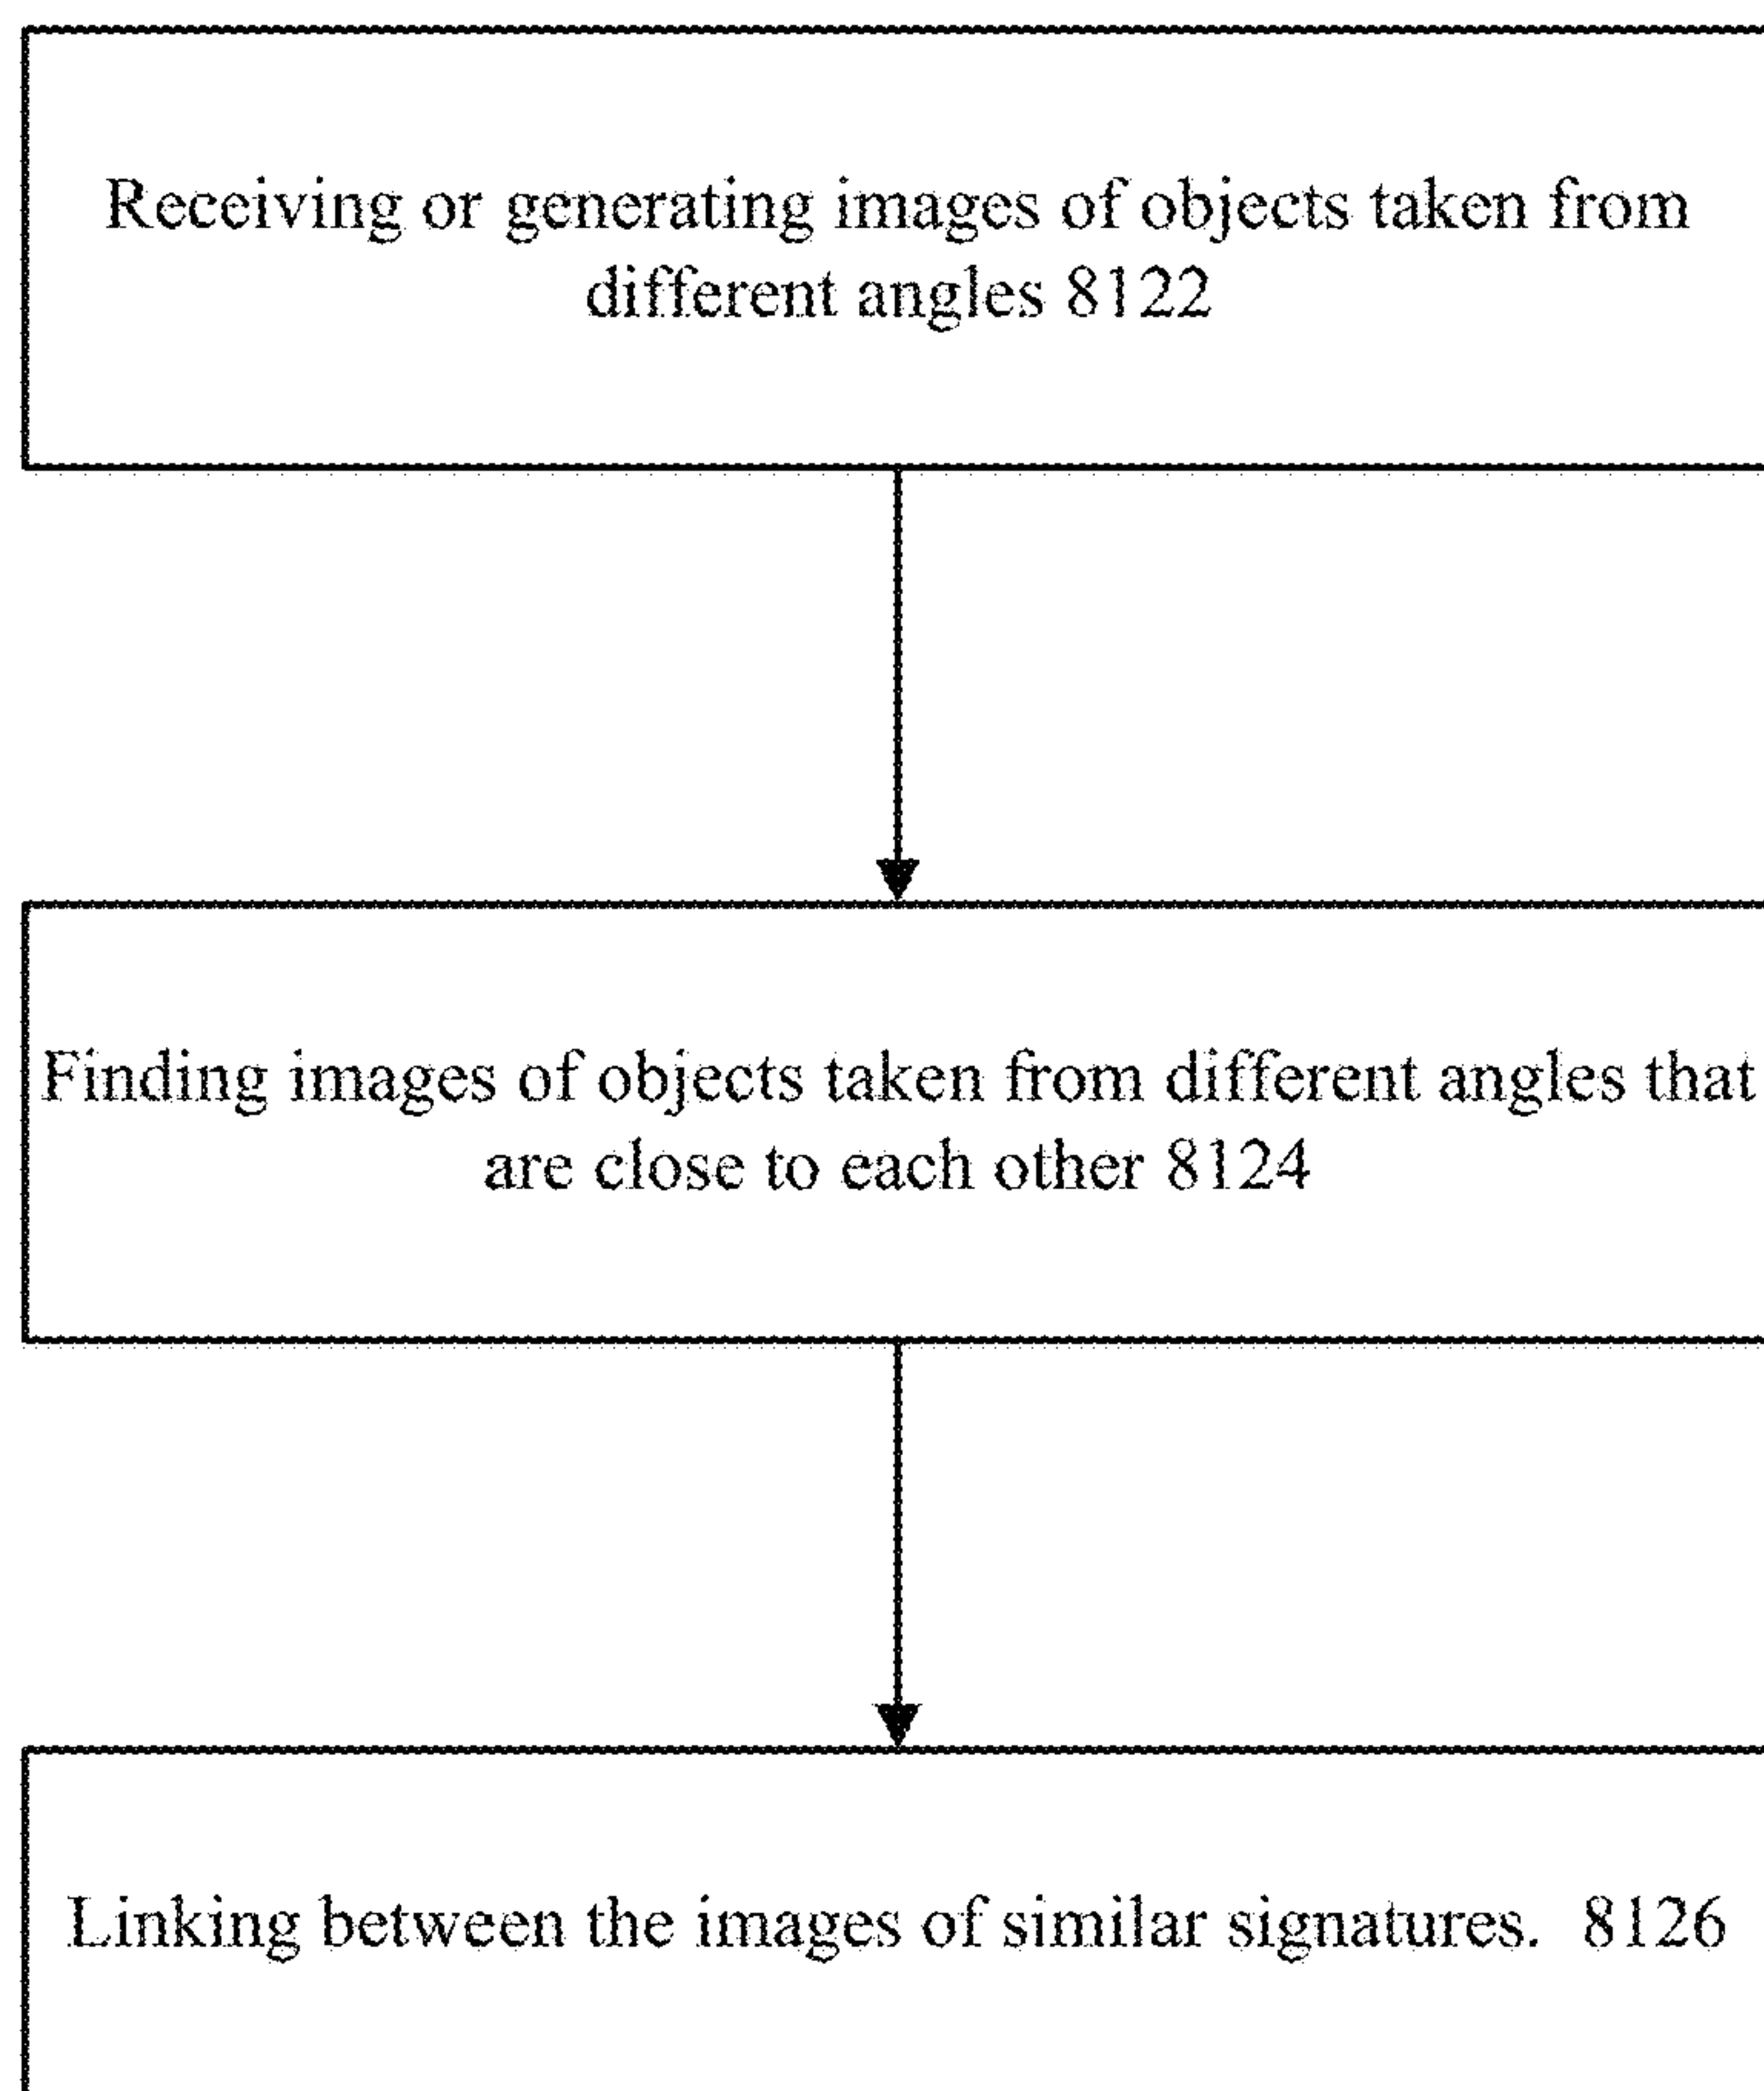 Receiving or generating images of objects taken from
different angles 8122
Finding images of objects taken from different angles that
are close to each other 8124
Linking between the images of similar signatures. 8126